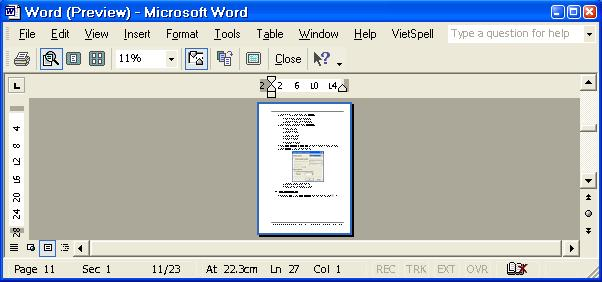 Word (Preview) - Microsoft Word
File Edit View Insert Format Tools Table Window Help VietSpell Type a question for help
11% Close
2 2 6 10 14
4
8
12
16
20
24
28
Page 11 Sec 1 11/23 At 22.3cm Ln 27 Col 1 REC TRK EXT OVR